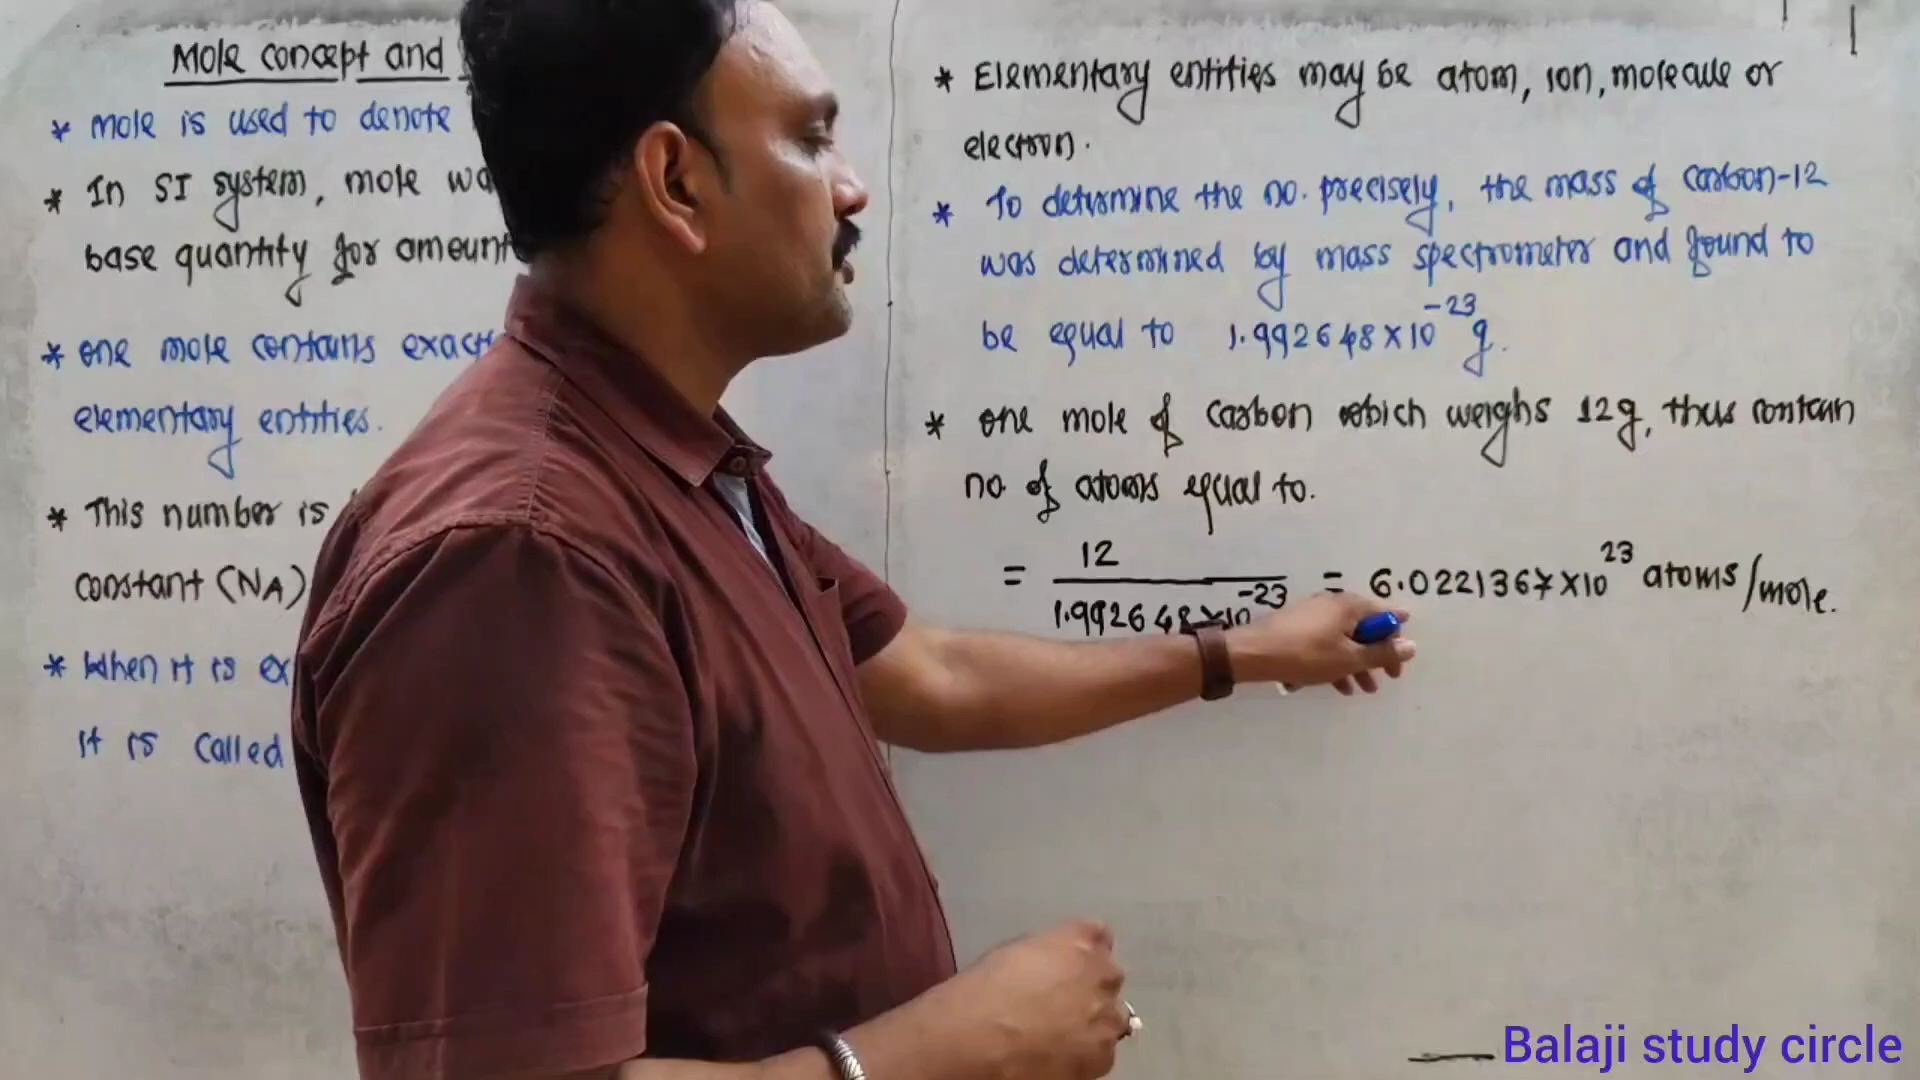 Mole concept and
* mole is used to denote
* In SI system, mole wa
base quantity for amount
* one mole contains exact
elementary entities.
* This number is
constant (NA)
* When it is ex
it is called
* Elementary entities may be atom, ion, molecule or
electron.
* To determine the no. precisely, the mass of carbon-12
was determined by mass spectrometer and found to
be equal to 1.992648×10⁻²³g.
* one mole of carbon which weighs 12g, thus contain
no. of atoms equal to.
= 12 / 1.992648×10⁻²³ = 6.0221367×10²³ atoms/mole.
Balaji study circle